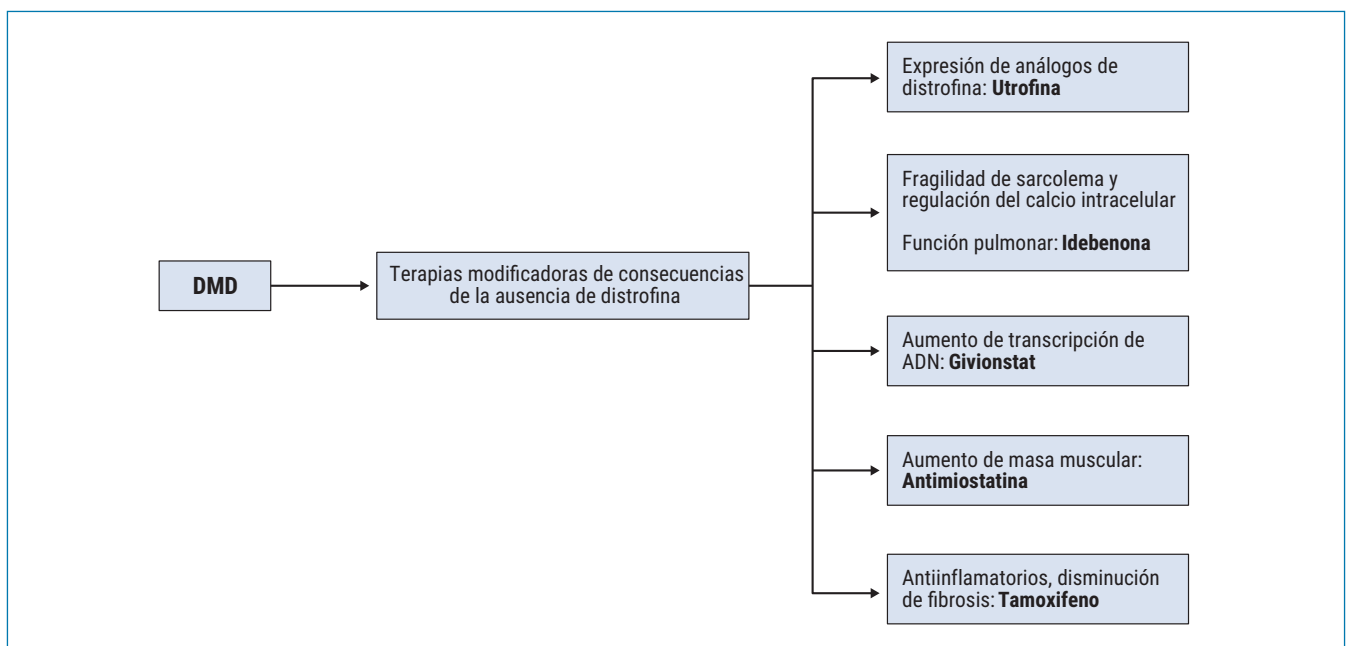 DMD
Terapias modificadoras de consecuencias
de la ausencia de distrofina
Expresión de análogos de
distrofina: Utrofina
Fragilidad de sarcolema y
regulación del calcio intracelular
Función pulmonar: Idebenona
Aumento de transcripción de
ADN: Givionstat
Aumento de masa muscular:
Antimiostatina
Antiinflamatorios, disminución
de fibrosis: Tamoxifeno